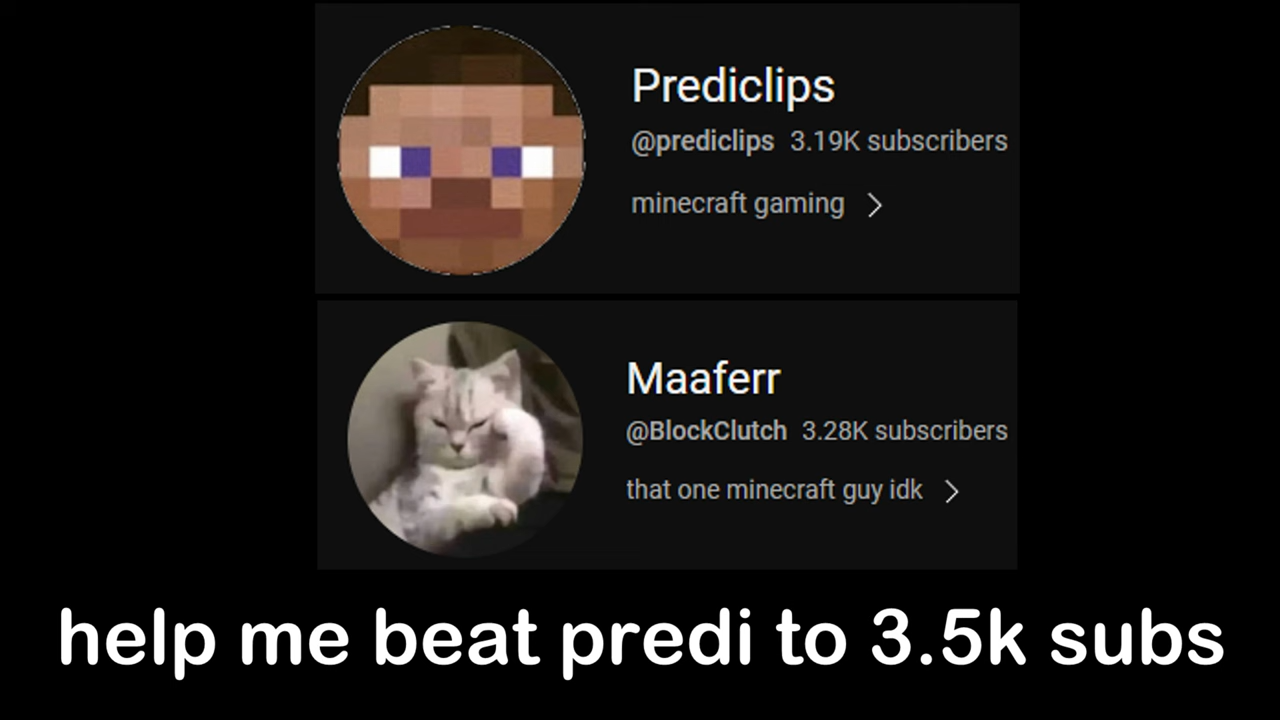 Prediclips
@prediclips 3.19K subscribers
minecraft gaming
Maaferr
@BlockClutch 3.28K subscribers
that one minecraft guy idk
help me beat predi to 3.5k subs